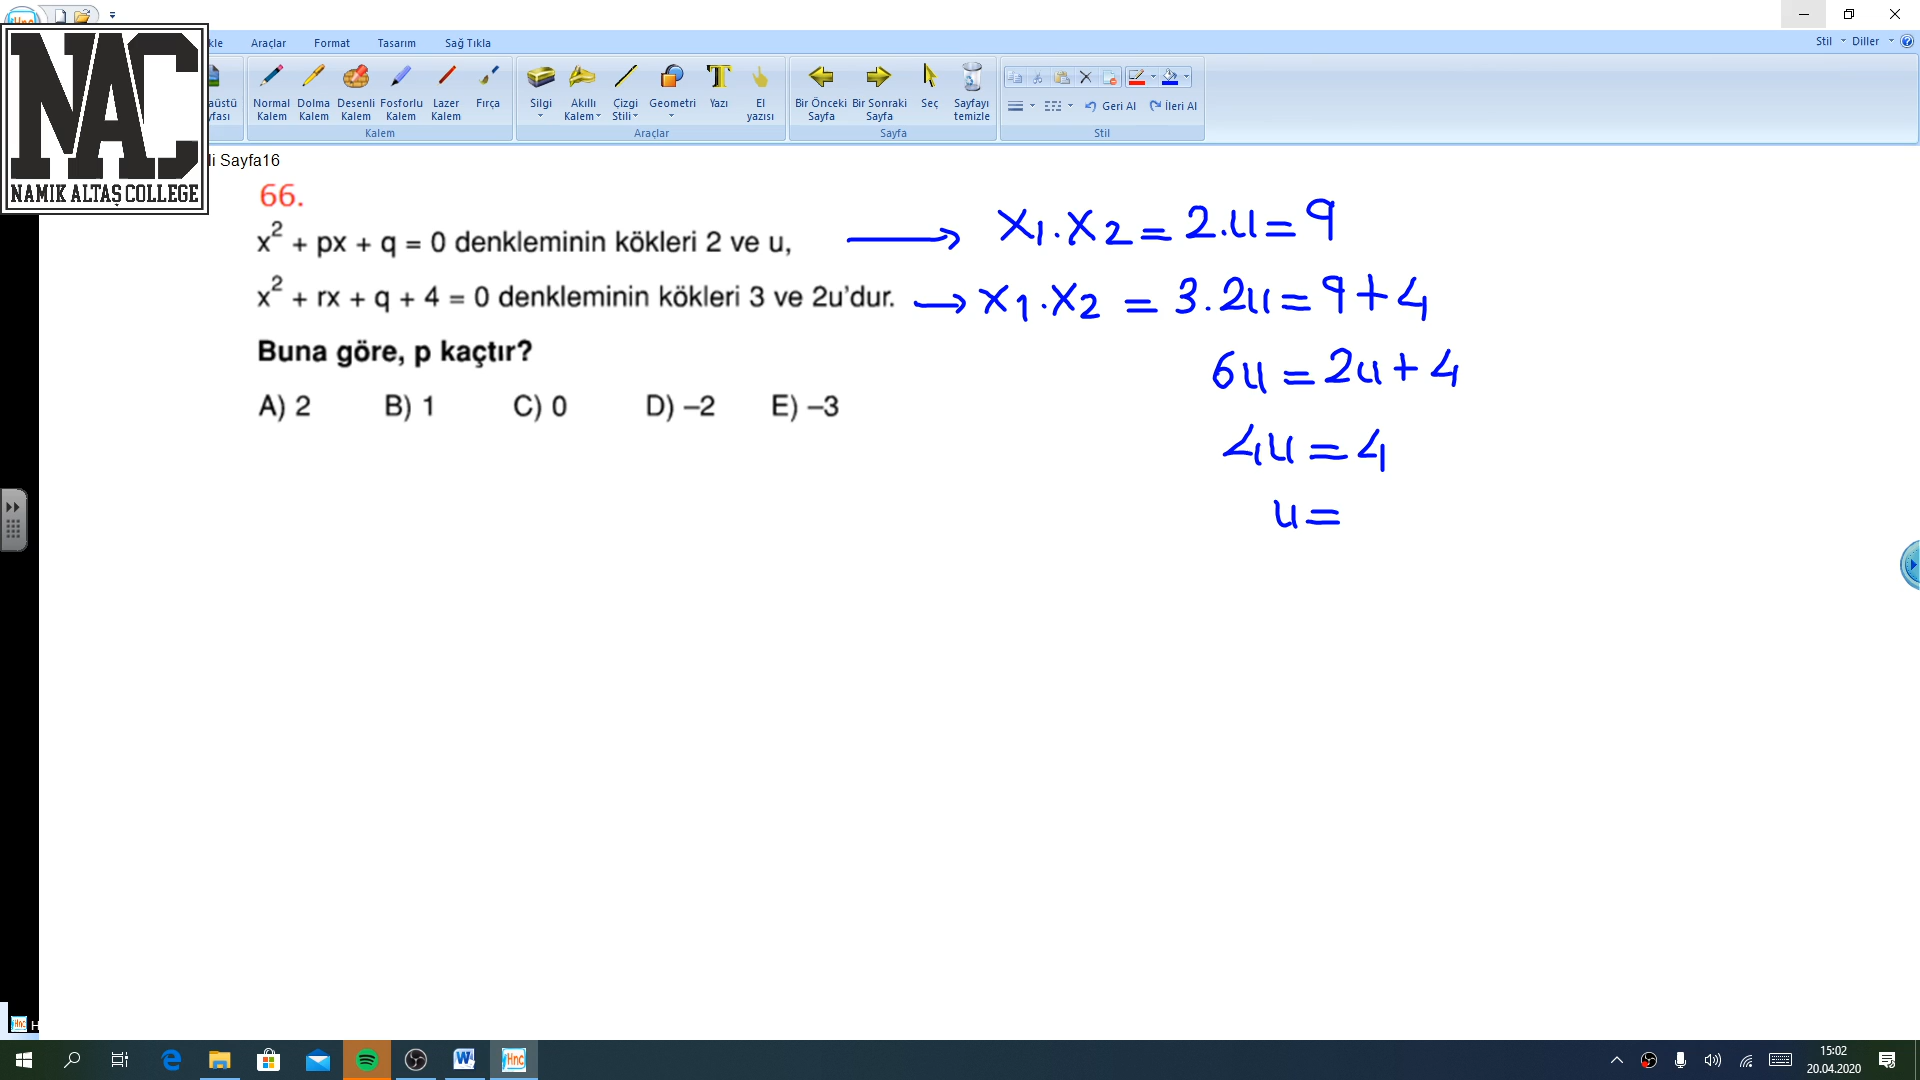 Araçlar Format Tasarım Sağ Tıkla
Stil Diller
Normal Kalem
Dolma Kalem
Desenli Kalem
Fosforlu Kalem
Lazer Kalem
Fırça
Kalem
Silgi
Akıllı Kalem
Çizgi Stili
Geometri
Yazı
El yazısı
Araçlar
Bir Önceki Sayfa
Bir Sonraki Sayfa
Seç
Sayfayı temizle
Sayfa
Geri Al İleri Al
Stil
NAC
NAMIK ALTAŞ COLLEGE
li Sayfa16
66.
x² + px + q = 0 denkleminin kökleri 2 ve u,
x² + rx + q + 4 = 0 denkleminin kökleri 3 ve 2u'dur.
Buna göre, p kaçtır?
A) 2 B) 1 C) 0 D) –2 E) –3
x₁.x₂ = 2.u = q
x₁.x₂ = 3.2u = q + 4
6u = 2u + 4
4u = 4
u =
15:02
20.04.2020